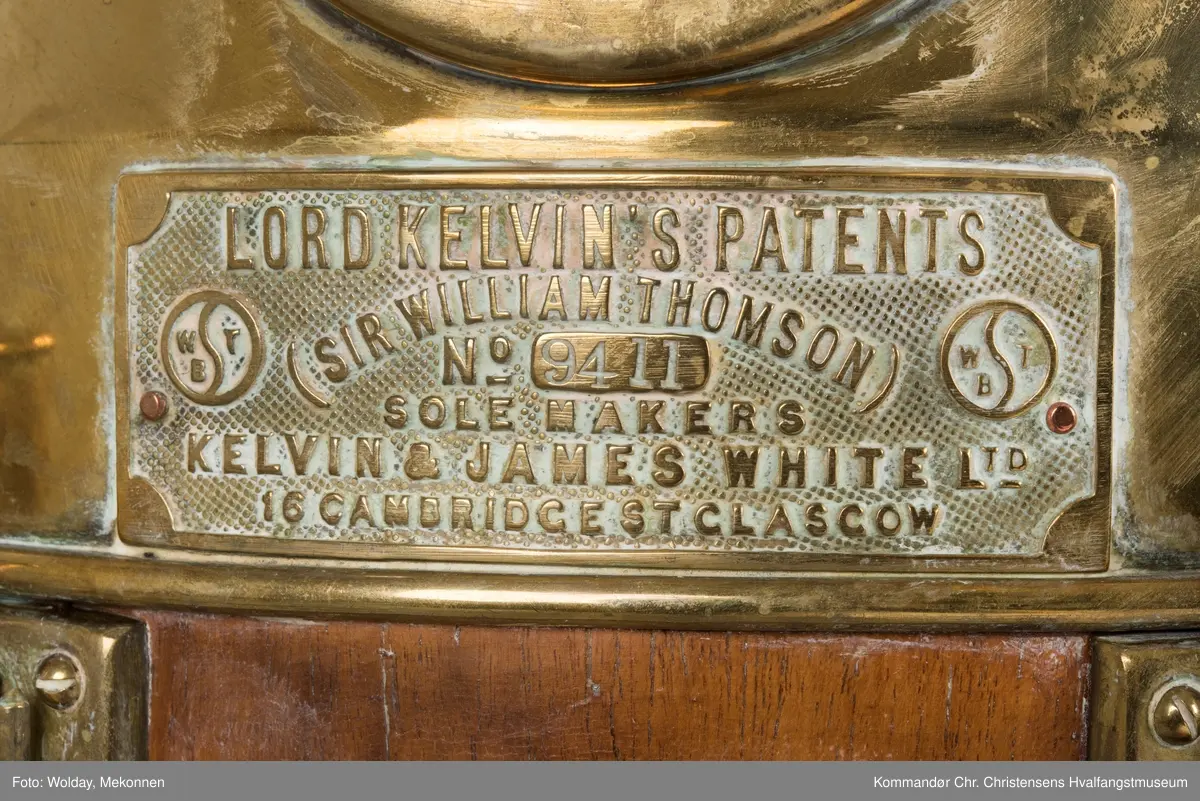 LORD KELVIN'S PATENTS
(SIR WILLIAM THOMSON)
W S T B
No 9411
W S T B
SOLE MAKERS
KELVIN & JAMES WHITE LTD
16 CAMBRIDGE ST GLASGOW
Foto: Wolday, Mekonnen
Kommandør Chr. Christensens Hvalfangstmuseum